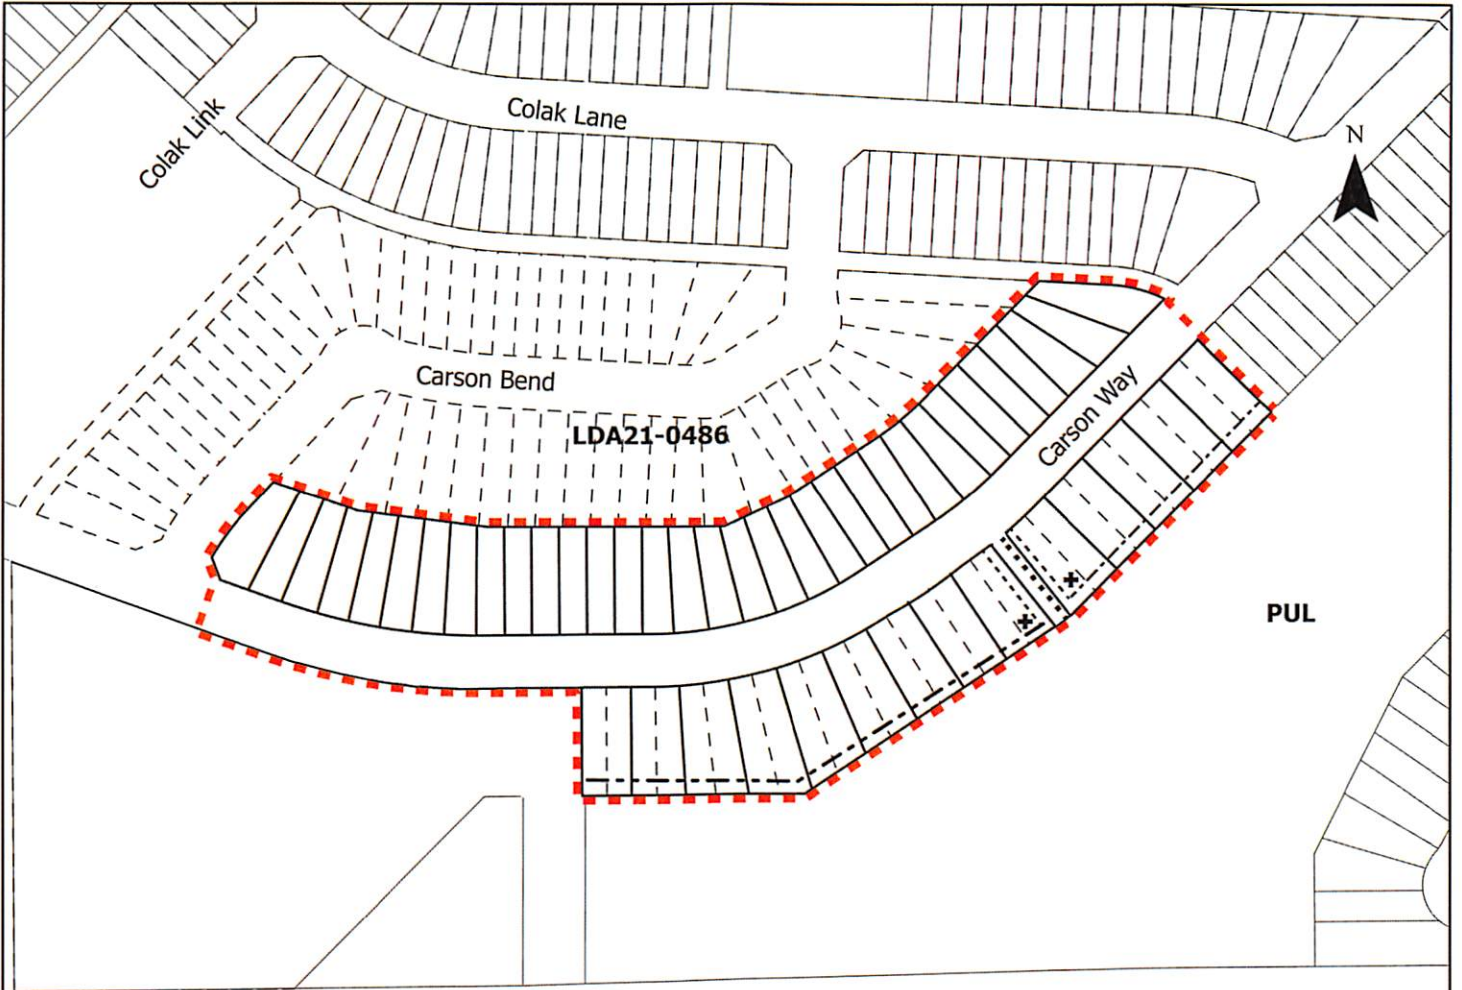 Colak Lane
Colak Link
N
Carson Bend
LDA21-0486
Carson Way
PUL